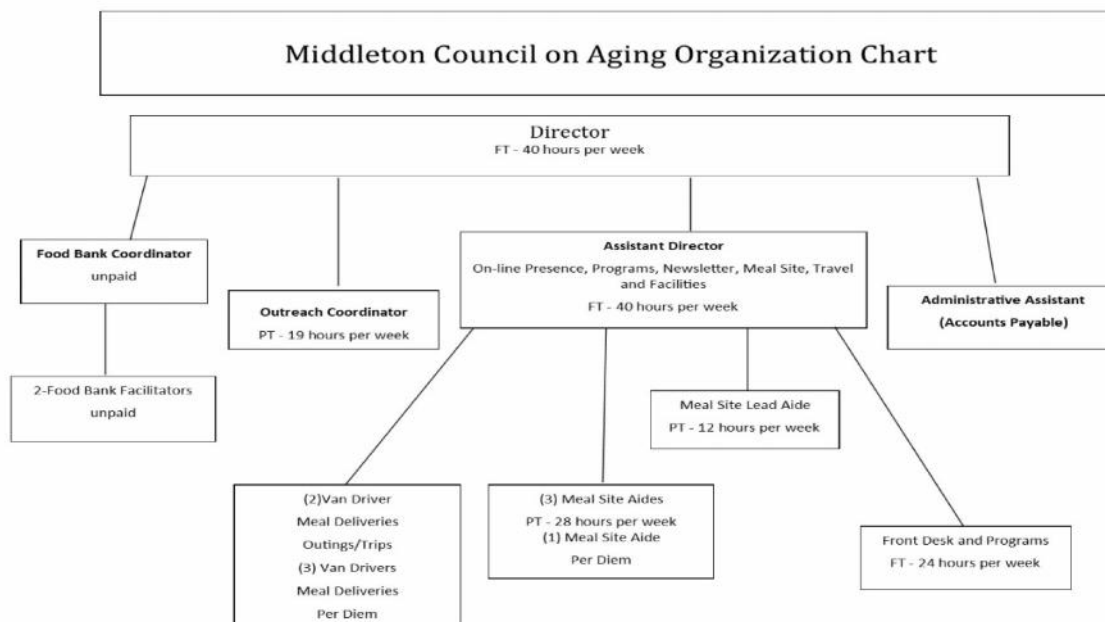 Middleton Council on Aging Organization Chart
Director
FT - 40 hours per week
Food Bank Coordinator
unpaid
2-Food Bank Facilitators
unpaid
Outreach Coordinator
PT - 19 hours per week
Assistant Director
On-line Presence, Programs, Newsletter, Meal Site, Travel
and Facilities
FT - 40 hours per week
Administrative Assistant
(Accounts Payable)
Meal Site Lead Aide
PT - 12 hours per week
(2)Van Driver
Meal Deliveries
Outings/Trips
(3) Van Drivers
Meal Deliveries
Per Diem
(3) Meal Site Aides
PT - 28 hours per week
(1) Meal Site Aide
Per Diem
Front Desk and Programs
FT - 24 hours per week